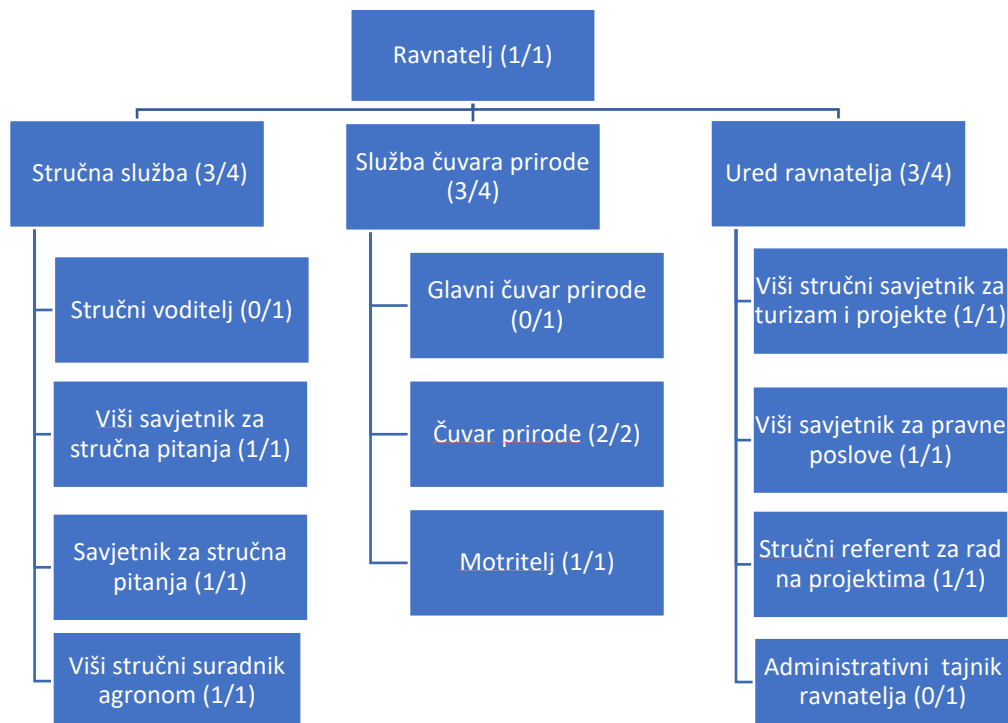 Ravnatelj (1/1)
Stručna služba (3/4)
Stručni voditelj (0/1)
Viši savjetnik za
stručna pitanja (1/1)
Savjetnik za stručna
pitanja (1/1)
Viši stručni suradnik
agronom (1/1)
Služba čuvara prirode
(3/4)
Glavni čuvar prirode
(0/1)
Čuvar prirode (2/2)
Motritelj (1/1)
Ured ravnatelja (3/4)
Viši stručni savjetnik za
turizam i projekte (1/1)
Viši savjetnik za pravne
poslove (1/1)
Stručni referent za rad
na projektima (1/1)
Administrativni tajnik
ravnatelja (0/1)